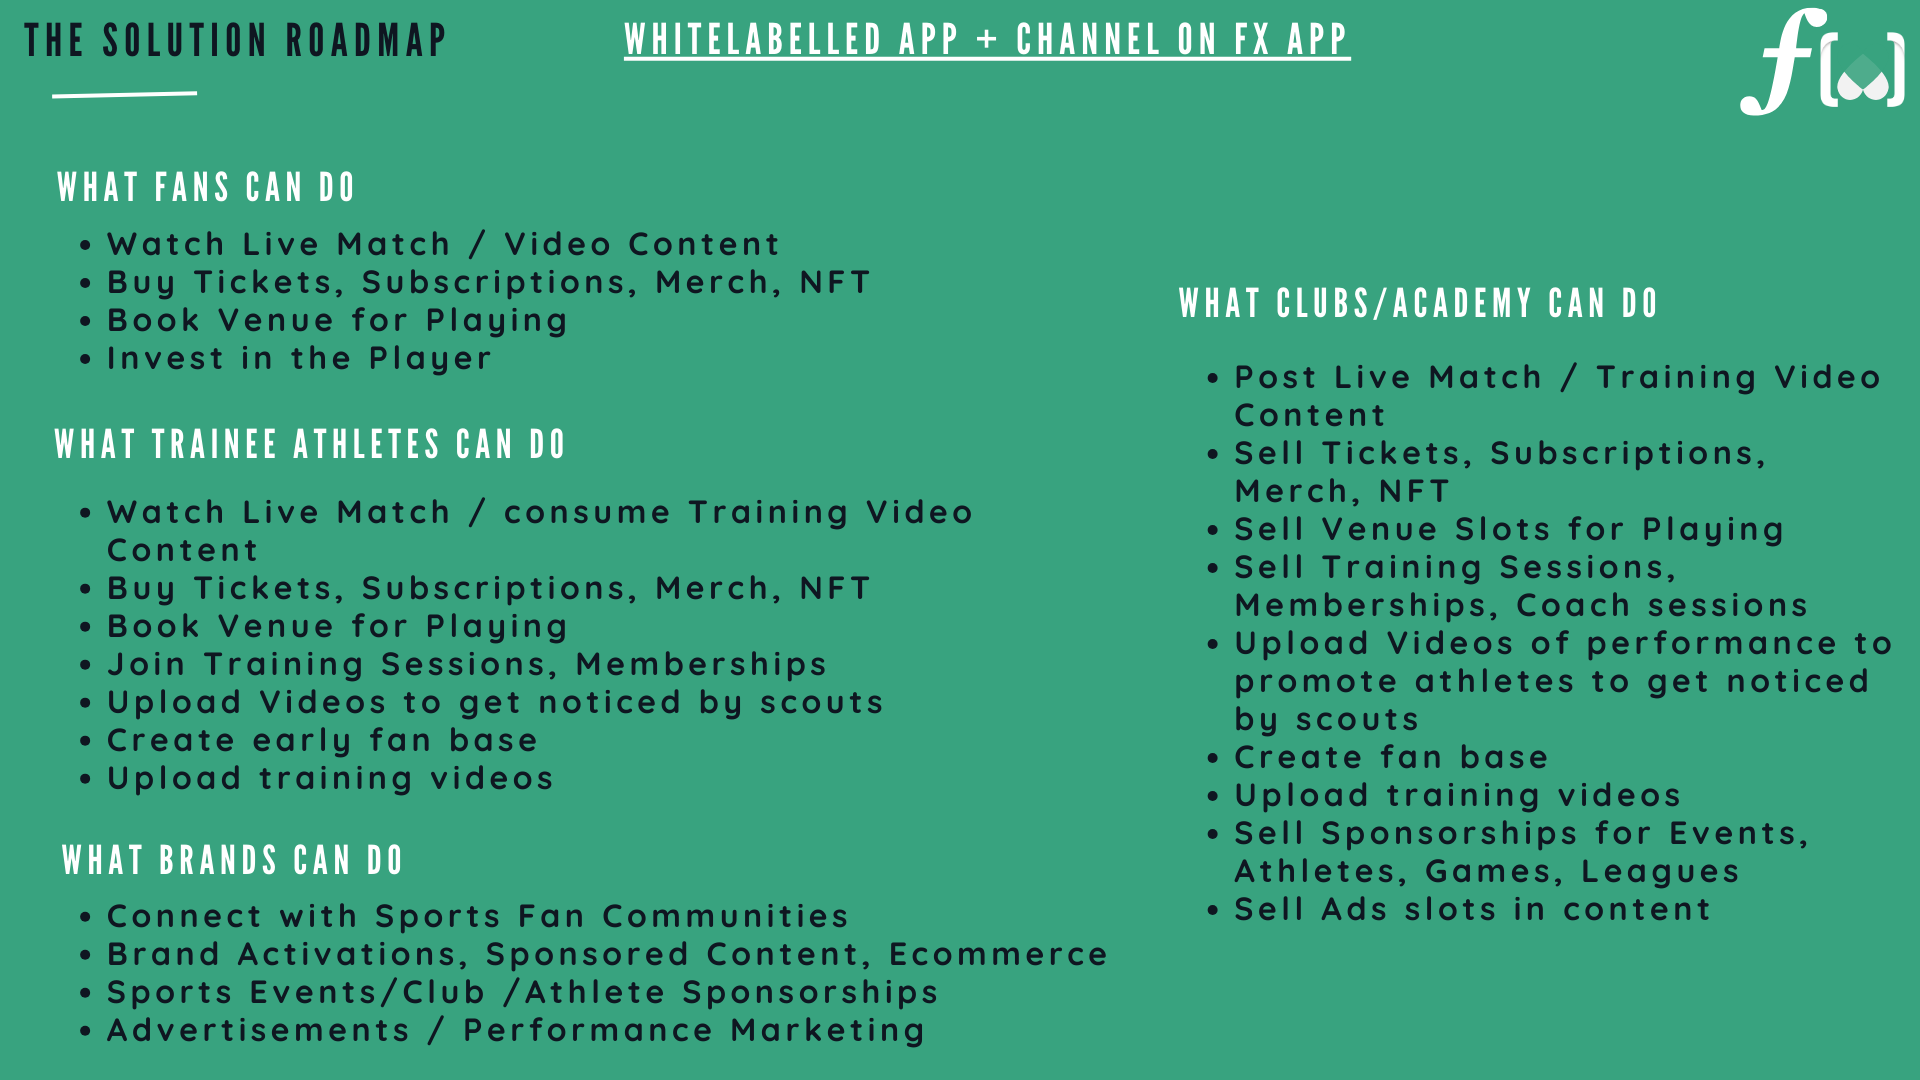 THE SOLUTION ROADMAP
WHITELABELLED APP + CHANNEL ON FX APP
f[ ]
WHAT FANS CAN DO
• Watch Live Match / Video Content
• Buy Tickets, Subscriptions, Merch, NFT
• Book Venue for Playing
• Invest in the Player
WHAT TRAINEE ATHLETES CAN DO
• Watch Live Match / consume Training Video
Content
• Buy Tickets, Subscriptions, Merch, NFT
• Book Venue for Playing
• Join Training Sessions, Memberships
• Upload Videos to get noticed by scouts
• Create early fan base
• Upload training videos
WHAT BRANDS CAN DO
• Connect with Sports Fan Communities
• Brand Activations, Sponsored Content, Ecommerce
• Sports Events/Club /Athlete Sponsorships
• Advertisements / Performance Marketing
WHAT CLUBS/ACADEMY CAN DO
• Post Live Match / Training Video
Content
• Sell Tickets, Subscriptions,
Merch, NFT
• Sell Venue Slots for Playing
• Sell Training Sessions,
Memberships, Coach sessions
• Upload Videos of performance to
promote athletes to get noticed
by scouts
• Create fan base
• Upload training videos
• Sell Sponsorships for Events,
Athletes, Games, Leagues
• Sell Ads slots in content